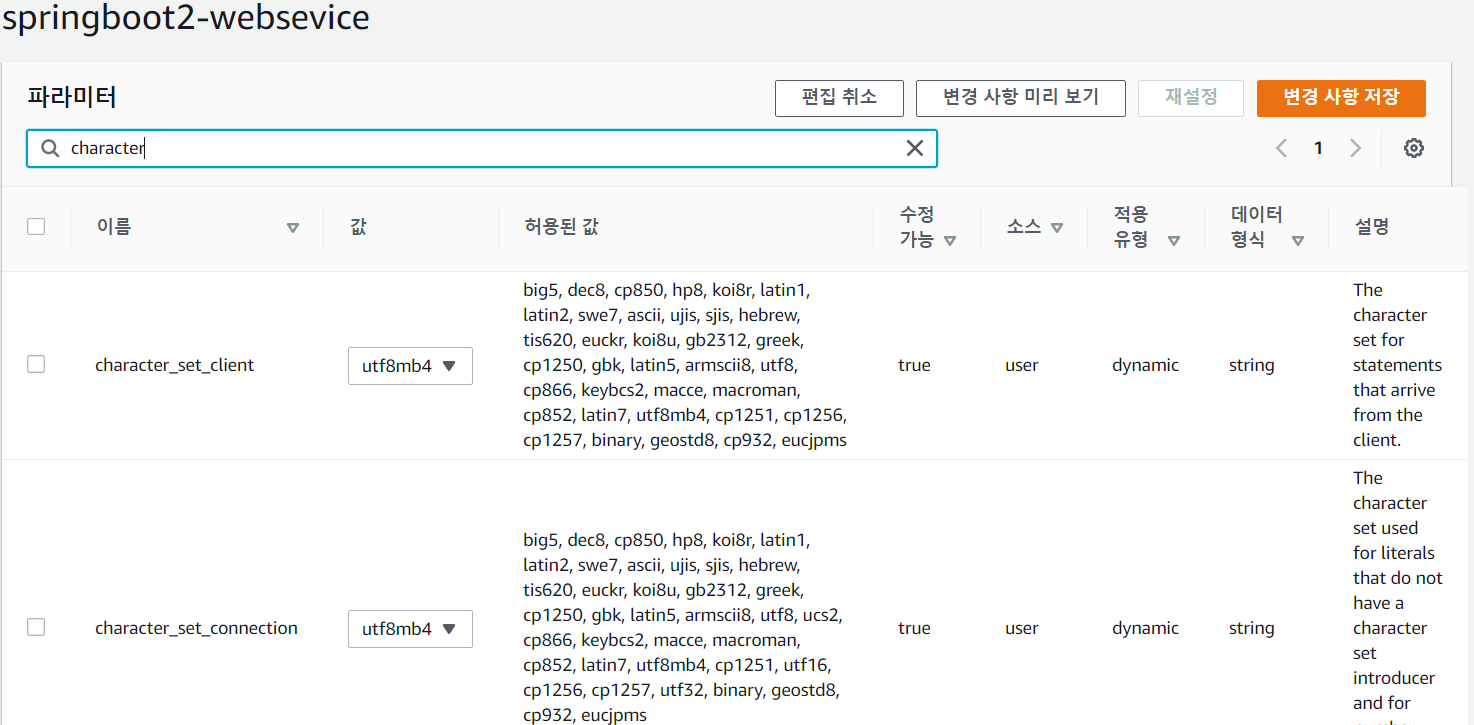 springboot2-websevice
파라미터
편집 취소
변경 사항 미리 보기
재설정
변경 사항 저장
character
1
이름
값
허용된 값
수정
가능
소스
적용
유형
데이터
형식
설명
character_set_client
utf8mb4
big5, dec8, cp850, hp8, koi8r, latin1,
latin2, swe7, ascii, ujis, sjis, hebrew,
tis620, euckr, koi8u, gb2312, greek,
cp1250, gbk, latin5, armscii8, utf8,
cp866, keybcs2, macce, macroman,
cp852, latin7, utf8mb4, cp1251, cp1256,
cp1257, binary, geostd8, cp932, eucjpms
true
user
dynamic
string
The
character
set for
statements
that arrive
from the
client.
character_set_connection
utf8mb4
big5, dec8, cp850, hp8, koi8r, latin1,
latin2, swe7, ascii, ujis, sjis, hebrew,
tis620, euckr, koi8u, gb2312, greek,
cp1250, gbk, latin5, armscii8, utf8, ucs2,
cp866, keybcs2, macce, macroman,
cp852, latin7, utf8mb4, cp1251, utf16,
cp1256, cp1257, utf32, binary, geostd8,
cp932, eucjpms
true
user
dynamic
string
The
character
set used
for literals
that do not
have a
character
set
introducer
and for